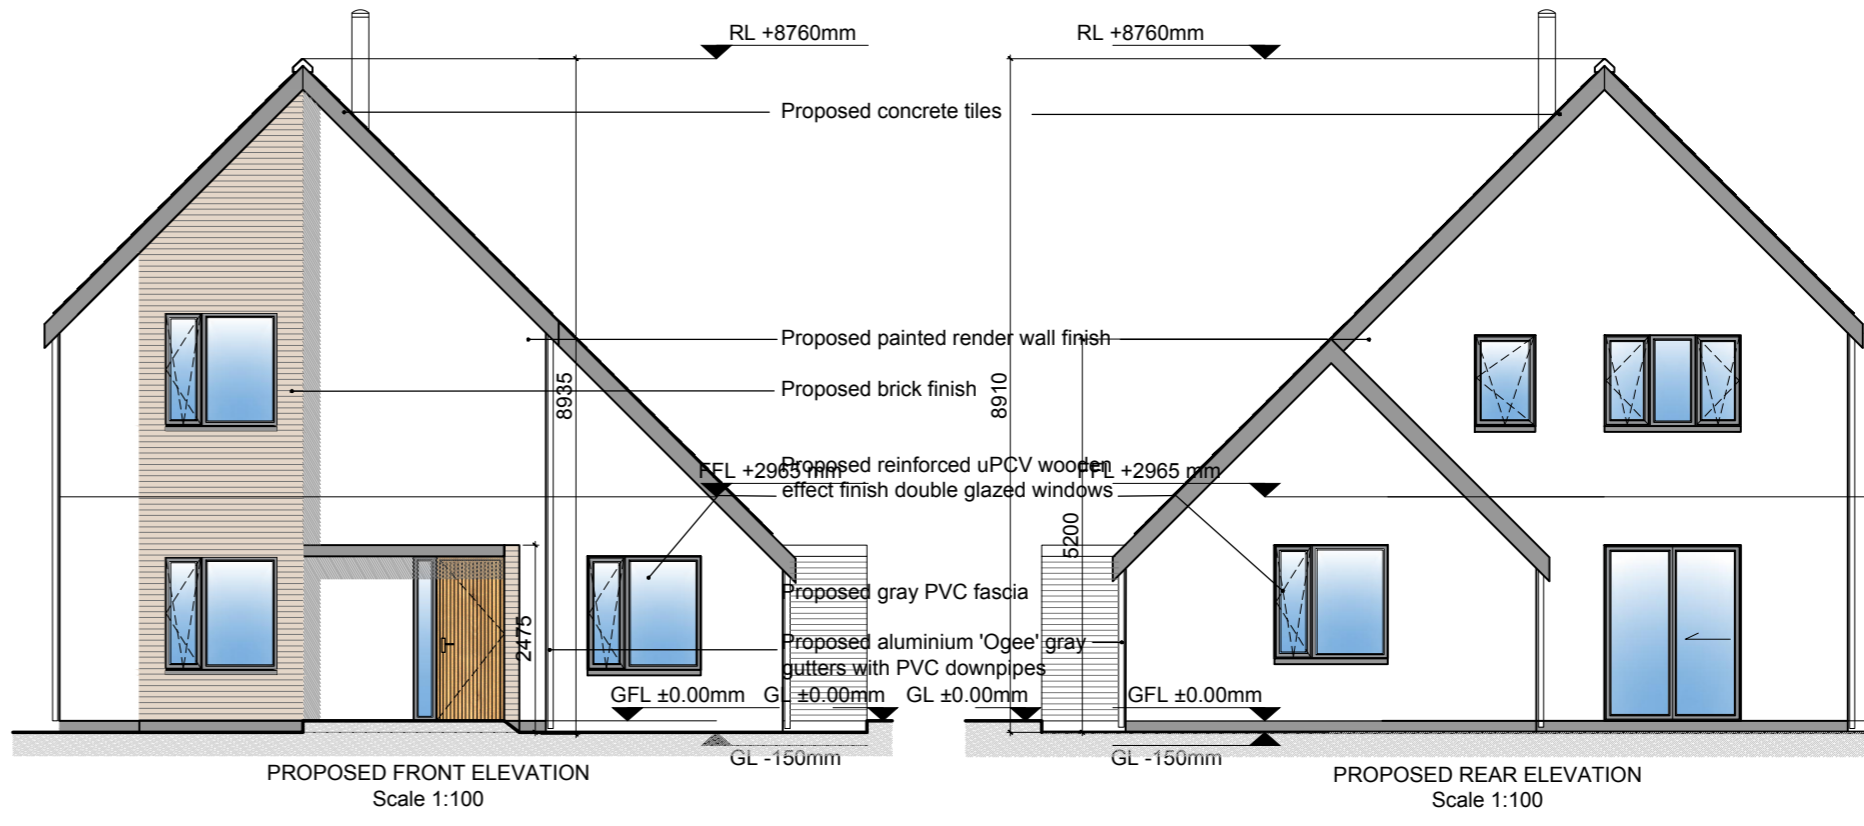 RL +8760mm
RL +8760mm
Proposed concrete tiles
Proposed painted render wall finish
8935
8910
Proposed brick finish
FFL +2965 mm
Proposed reinforced uPCV wooden
FFL +2965 mm
effect finish double glazed windows
5200
Proposed gray PVC fascia
2475
Proposed aluminium 'Ogee' gray
gutters with PVC downpipes
GFL ±0.00mm
GL ±0.00mm
GL ±0.00mm
GFL ±0.00mm
GL -150mm
GL -150mm
PROPOSED FRONT ELEVATION
Scale 1:100
PROPOSED REAR ELEVATION
Scale 1:100